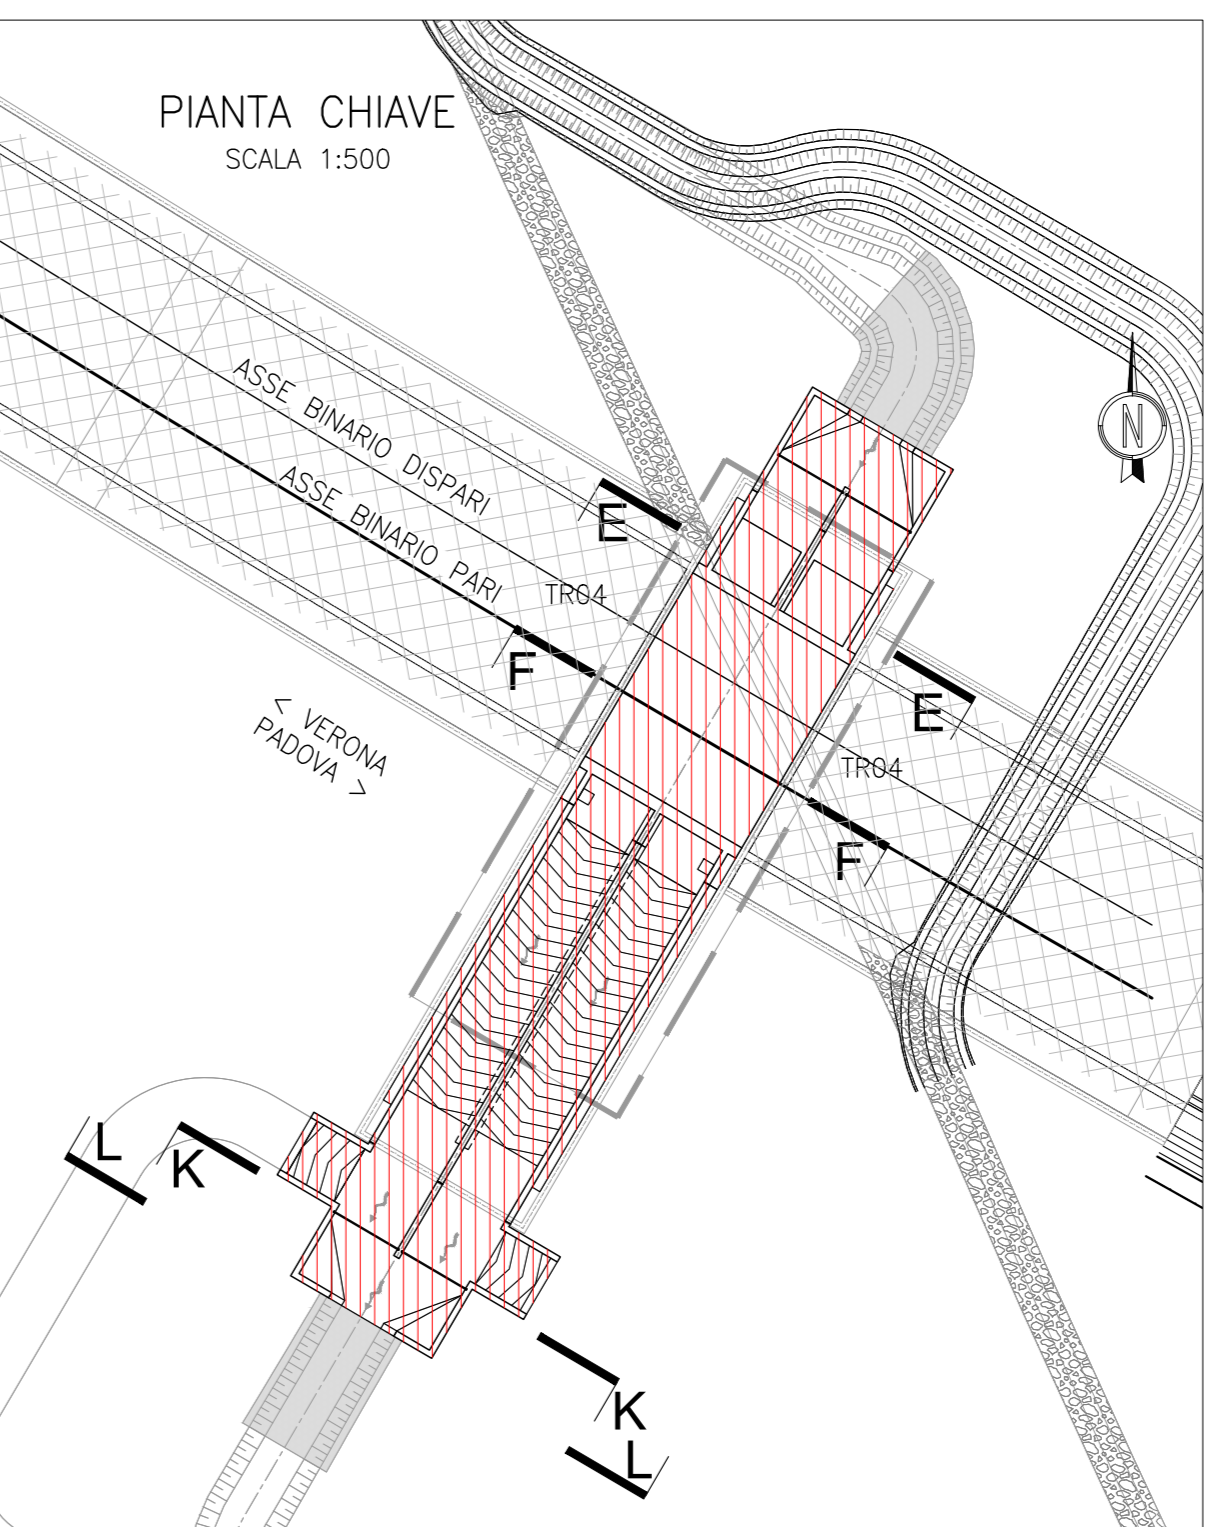 PIANTA CHIAVE
SCALA 1:500
N
ASSE BINARIO DISPARI
ASSE BINARIO PARI
E
TR04
F
E
< VERONA
PADOVA >
TR04
F
L
K
K
L